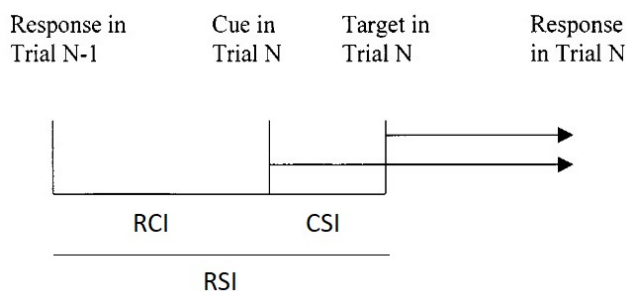 Response in
Trial N-1
Cue in
Trial N
Target in
Trial N
Response
in Trial N
RCI
CSI
RSI